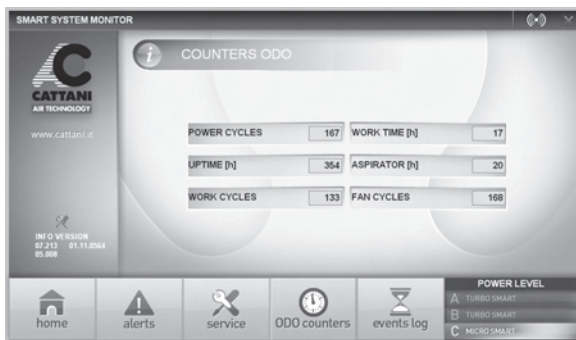 SMART SYSTEM MONITOR
COUNTERS ODO
CATTANI
AIR TECHNOLOGY
www.cattani.it
POWER CYCLES 167 WORK TIME [h] 17
UPTIME [h] 354 ASPIRATOR [h] 20
WORK CYCLES 133 FAN CYCLES 168
INFO VERSION
07.213 01.11.0564
05.008
POWER LEVEL
A TURBO SMART
B TURBO SMART
C MICRO SMART
home alerts service ODO counters events log